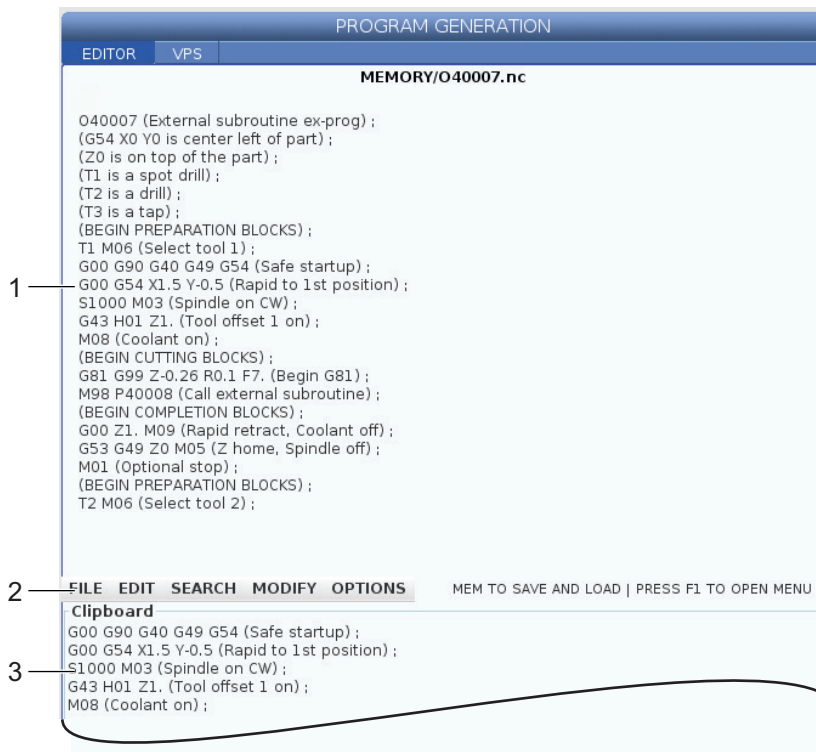 PROGRAM GENERATION
EDITOR VPS
MEMORY/O40007.nc
O40007 (External subroutine ex-prog) ;
(G54 X0 Y0 is center left of part) ;
(Z0 is on top of the part) ;
(T1 is a spot drill) ;
(T2 is a drill) ;
(T3 is a tap) ;
(BEGIN PREPARATION BLOCKS) ;
T1 M06 (Select tool 1) ;
G00 G90 G40 G49 G54 (Safe startup) ;
1 G00 G54 X1.5 Y-0.5 (Rapid to 1st position) ;
S1000 M03 (Spindle on CW) ;
G43 H01 Z1. (Tool offset 1 on) ;
M08 (Coolant on) ;
(BEGIN CUTTING BLOCKS) ;
G81 G99 Z-0.26 R0.1 F7. (Begin G81) ;
M98 P40008 (Call external subroutine) ;
(BEGIN COMPLETION BLOCKS) ;
G00 Z1. M09 (Rapid retract, Coolant off) ;
G53 G49 Z0 M05 (Z home, Spindle off) ;
M01 (Optional stop) ;
(BEGIN PREPARATION BLOCKS) ;
T2 M06 (Select tool 2) ;
2 FILE EDIT SEARCH MODIFY OPTIONS MEM TO SAVE AND LOAD | PRESS F1 TO OPEN MENU
Clipboard
G00 G90 G40 G49 G54 (Safe startup) ;
G00 G54 X1.5 Y-0.5 (Rapid to 1st position) ;
3 S1000 M03 (Spindle on CW) ;
G43 H01 Z1. (Tool offset 1 on) ;
M08 (Coolant on) ;